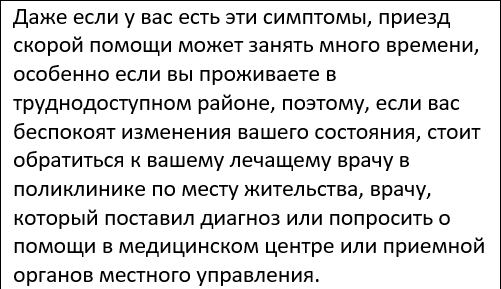 Даже если у вас есть эти симптомы, приезд
скорой помощи может занять много времени,
особенно если вы проживаете в
труднодоступном районе, поэтому, если вас
беспокоят изменения вашего состояния, стоит
обратиться к вашему лечащему врачу в
поликлинике по месту жительства, врачу,
который поставил диагноз или попросить о
помощи в медицинском центре или приемной
органов местного управления.